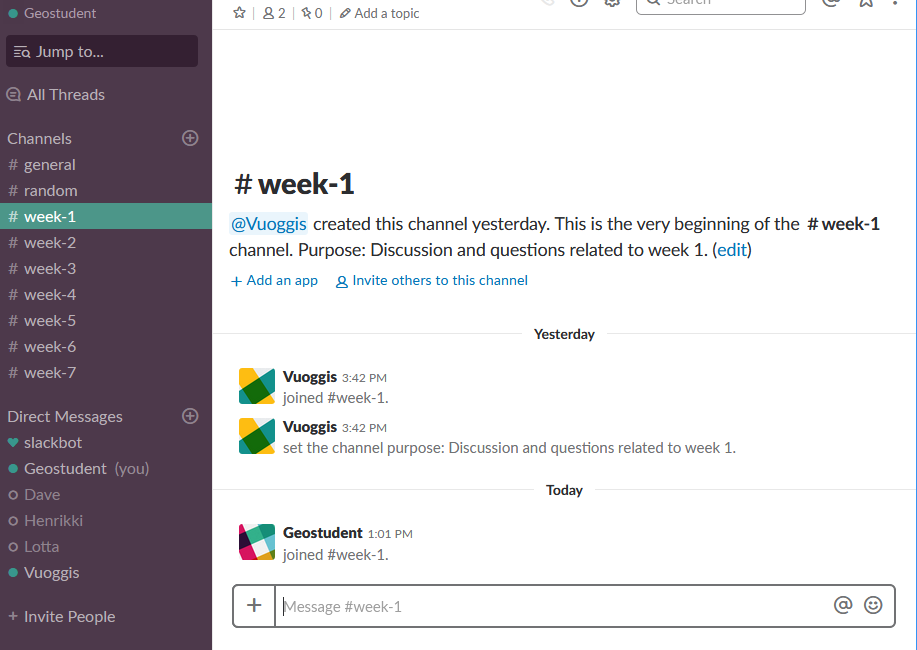 Geostudent
Jump to...
All Threads
Channels
# general
# random
# week-1
# week-2
# week-3
# week-4
# week-5
# week-6
# week-7
Direct Messages
slackbot
Geostudent (you)
Dave
Henrikki
Lotta
Vuoggis
+ Invite People
2 | 0 | Add a topic
Search
# week-1
@Vuoggis created this channel yesterday. This is the very beginning of the # week-1
channel. Purpose: Discussion and questions related to week 1. (edit)
+ Add an app Invite others to this channel
Yesterday
Vuoggis 3:42 PM
joined #week-1.
Vuoggis 3:42 PM
set the channel purpose: Discussion and questions related to week 1.
Today
Geostudent 1:01 PM
joined #week-1.
+ Message #week-1 @